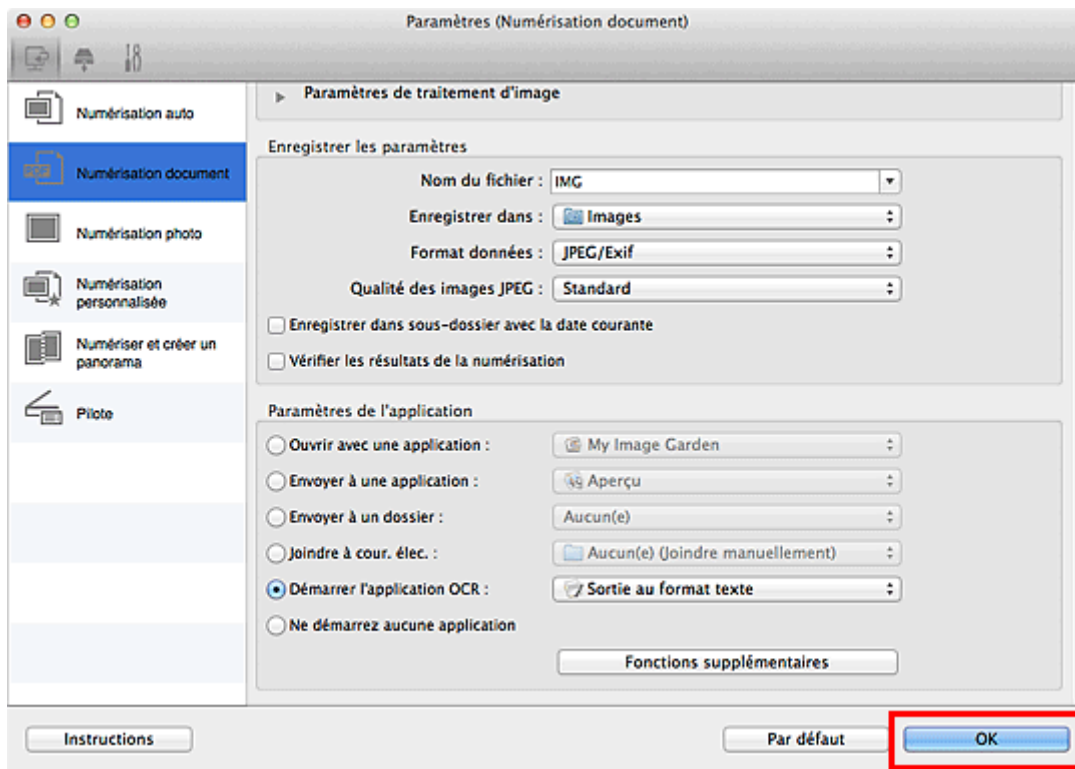 Paramètres (Numérisation document)
Numérisation auto
PDF
Numérisation document
Numérisation photo
Numérisation
personnalisée
Numériser et créer un
panorama
Pilote
Paramètres de traitement d'image
Enregistrer les paramètres
Nom du fichier : IMG
Enregistrer dans : Images
Format données : JPEG/Exif
Qualité des images JPEG : Standard
Enregistrer dans sous-dossier avec la date courante
Vérifier les résultats de la numérisation
Paramètres de l'application
Ouvrir avec une application : My Image Garden
Envoyer à une application : Aperçu
Envoyer à un dossier : Aucun(e)
Joindre à cour. élec. : Aucun(e) (Joindre manuellement)
Démarrer l'application OCR : Sortie au format texte
Ne démarrez aucune application
Fonctions supplémentaires
Instructions
Par défaut
OK